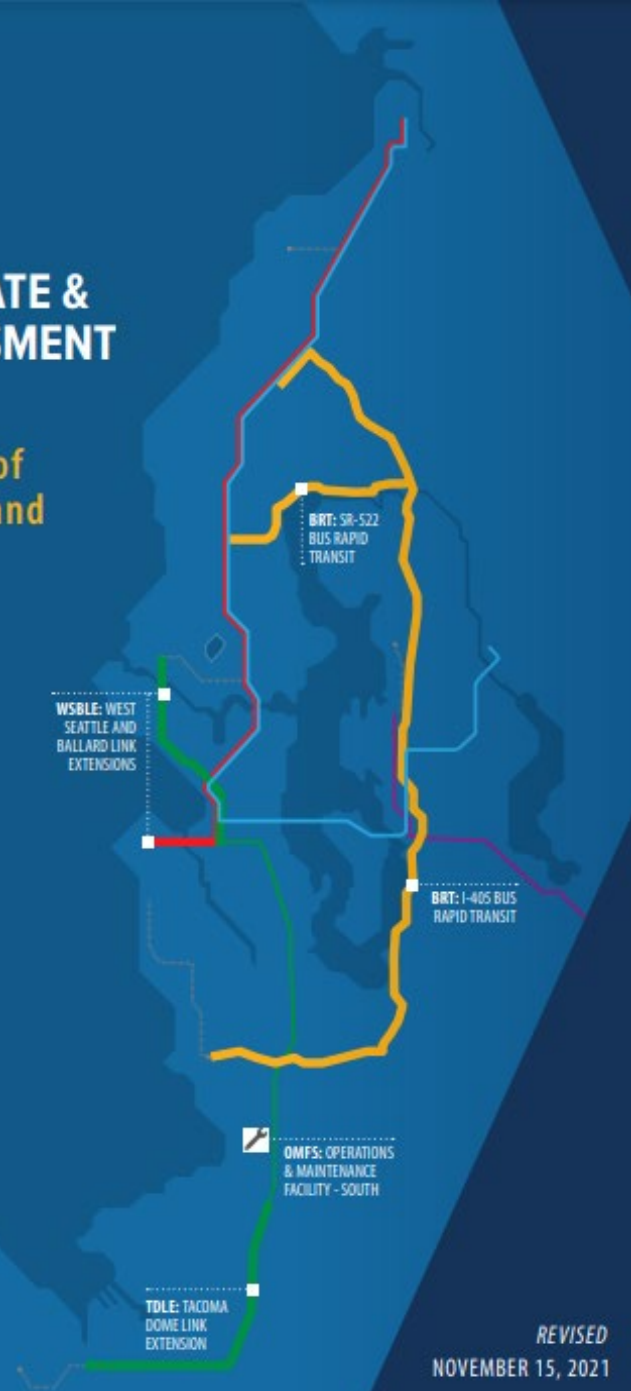 ATE &
SMENT
of
and
BRT: SR-522
BUS RAPID
TRANSIT
WSBLE: WEST
SEATTLE AND
BALLARD LINK
EXTENSIONS
BRT: I-405 BUS
RAPID TRANSIT
OMFS: OPERATIONS
& MAINTENANCE
FACILITY - SOUTH
TDLE: TACOMA
DOME LINK
EXTENSION
REVISED
NOVEMBER 15, 2021